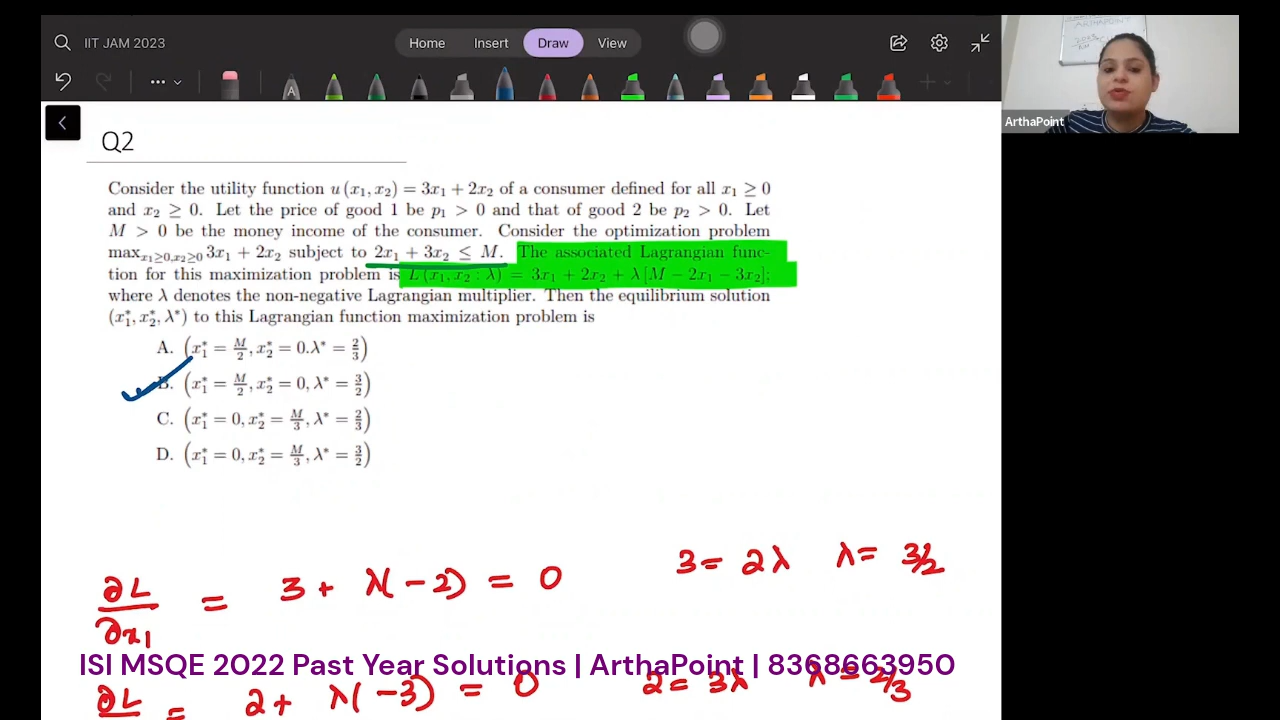 IIT JAM 2023
Home Insert Draw View
A
ARTHAPOINT
ArthaPoint
Q2
Consider the utility function u (x₁, x₂) = 3x₁ + 2x₂ of a consumer defined for all x₁ ≥ 0
and x₂ ≥ 0. Let the price of good 1 be p₁ > 0 and that of good 2 be p₂ > 0. Let
M > 0 be the money income of the consumer. Consider the optimization problem
max_{x₁≥0,x₂≥0} 3x₁ + 2x₂ subject to 2x₁ + 3x₂ ≤ M. The associated Lagrangian func-
tion for this maximization problem is L (x₁, x₂ : λ) = 3x₁ + 2x₂ + λ [M − 2x₁ − 3x₂];
where λ denotes the non-negative Lagrangian multiplier. Then the equilibrium solution
(x₁*, x₂*, λ*) to this Lagrangian function maximization problem is
A. (x₁* = M/2, x₂* = 0.λ* = 2/3)
B. (x₁* = M/2, x₂* = 0, λ* = 3/2)
C. (x₁* = 0, x₂* = M/3, λ* = 2/3)
D. (x₁* = 0, x₂* = M/3, λ* = 3/2)
∂L/∂x₁ = 3 + λ(−2) = 0 3 = 2λ λ = 3/2
ISI MSQE 2022 Past Year Solutions | ArthaPoint | 8368663950
∂L = 2 + λ(−3) = 0 2 = 3λ λ = 2/3